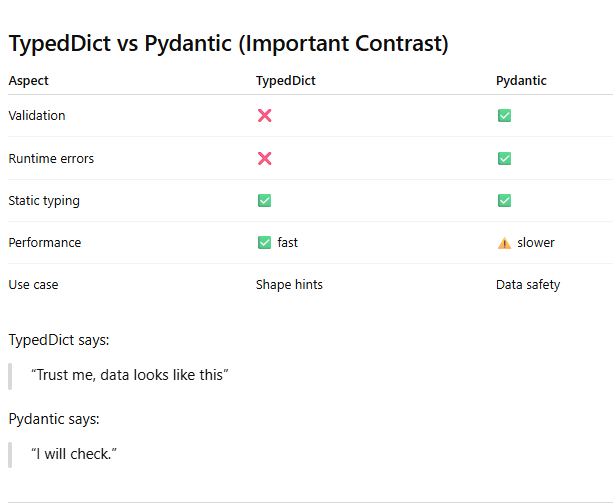 TypedDict vs Pydantic (Important Contrast)
Aspect TypedDict Pydantic
Validation ❌ ✅
Runtime errors ❌ ✅
Static typing ✅ ✅
Performance ✅ fast ⚠️ slower
Use case Shape hints Data safety
TypedDict says:
“Trust me, data looks like this”
Pydantic says:
“I will check.”